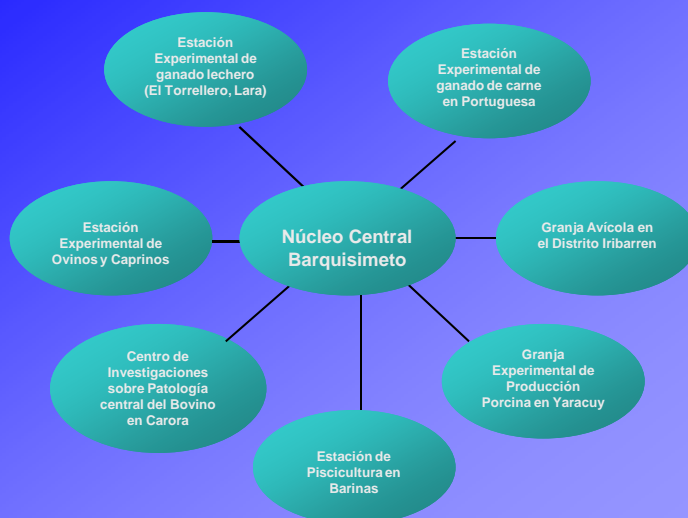 Estación
Experimental de
ganado lechero
(El Torrellero, Lara)
Estación
Experimental de
ganado de carne
en Portuguesa
Estación
Experimental de
Ovinos y Caprinos
Núcleo Central
Barquisimeto
Granja Avícola en
el Distrito Iribarren
Centro de
Investigaciones
sobre Patología
central del Bovino
en Carora
Granja
Experimental de
Producción
Porcina en Yaracuy
Estación de
Piscicultura en
Barinas